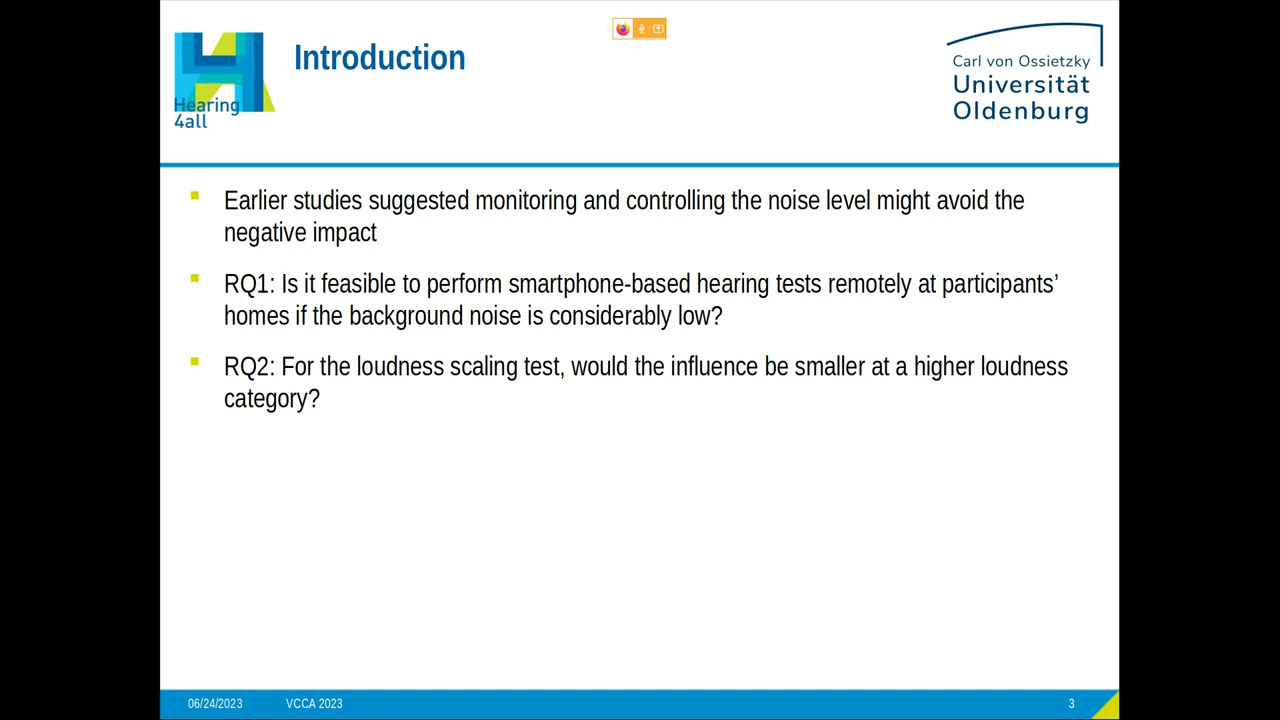 Introduction
Hearing
4all
Carl von Ossietzky
Universität
Oldenburg
Earlier studies suggested monitoring and controlling the noise level might avoid the
negative impact
RQ1: Is it feasible to perform smartphone-based hearing tests remotely at participants’
homes if the background noise is considerably low?
RQ2: For the loudness scaling test, would the influence be smaller at a higher loudness
category?
06/24/2023 VCCA 2023 3